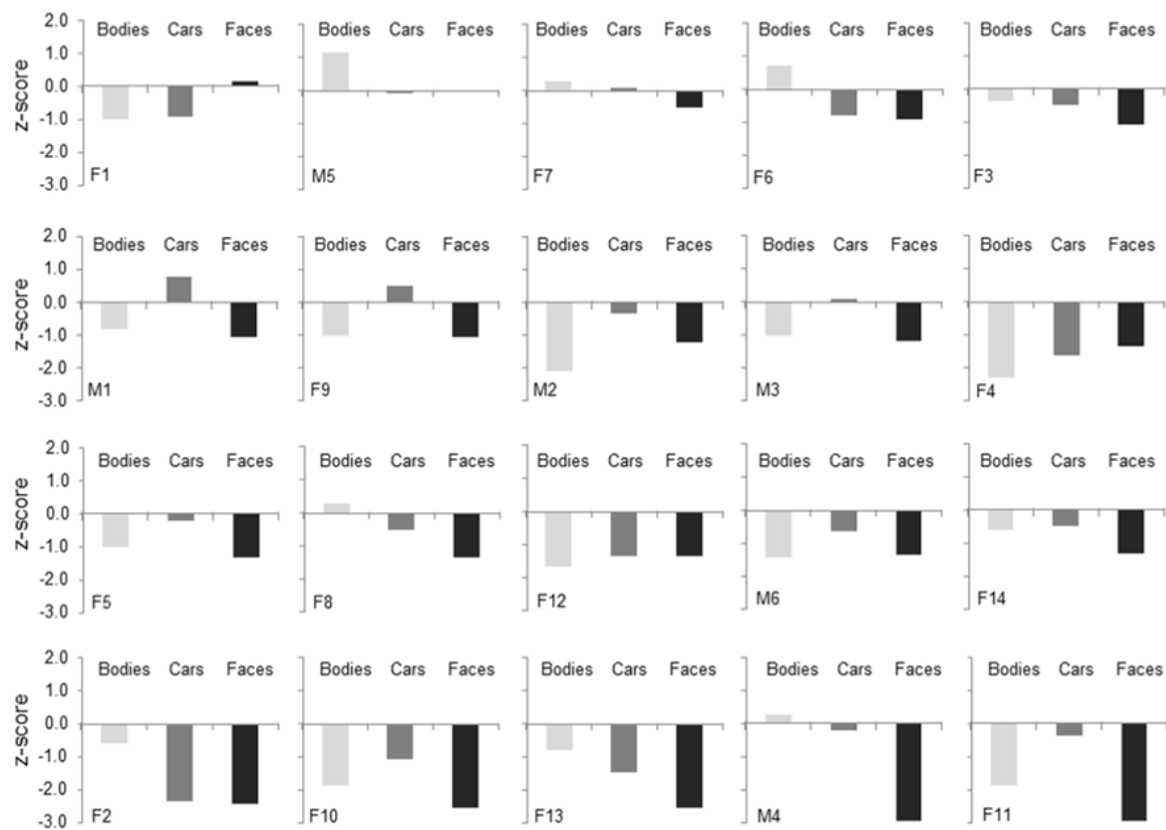 2.0 Bodies Cars Faces Bodies Cars Faces Bodies Cars Faces Bodies Cars Faces Bodies Cars Faces
1.0
0.0
-1.0
-2.0
-3.0
z-score
F1 M5 F7 F6 F3
2.0 Bodies Cars Faces Bodies Cars Faces Bodies Cars Faces Bodies Cars Faces Bodies Cars Faces
1.0
0.0
-1.0
-2.0
-3.0
z-score
M1 F9 M2 M3 F4
2.0 Bodies Cars Faces Bodies Cars Faces Bodies Cars Faces Bodies Cars Faces Bodies Cars Faces
1.0
0.0
-1.0
-2.0
-3.0
z-score
F5 F8 F12 M6 F14
2.0 Bodies Cars Faces Bodies Cars Faces Bodies Cars Faces Bodies Cars Faces Bodies Cars Faces
1.0
0.0
-1.0
-2.0
-3.0
z-score
F2 F10 F13 M4 F11